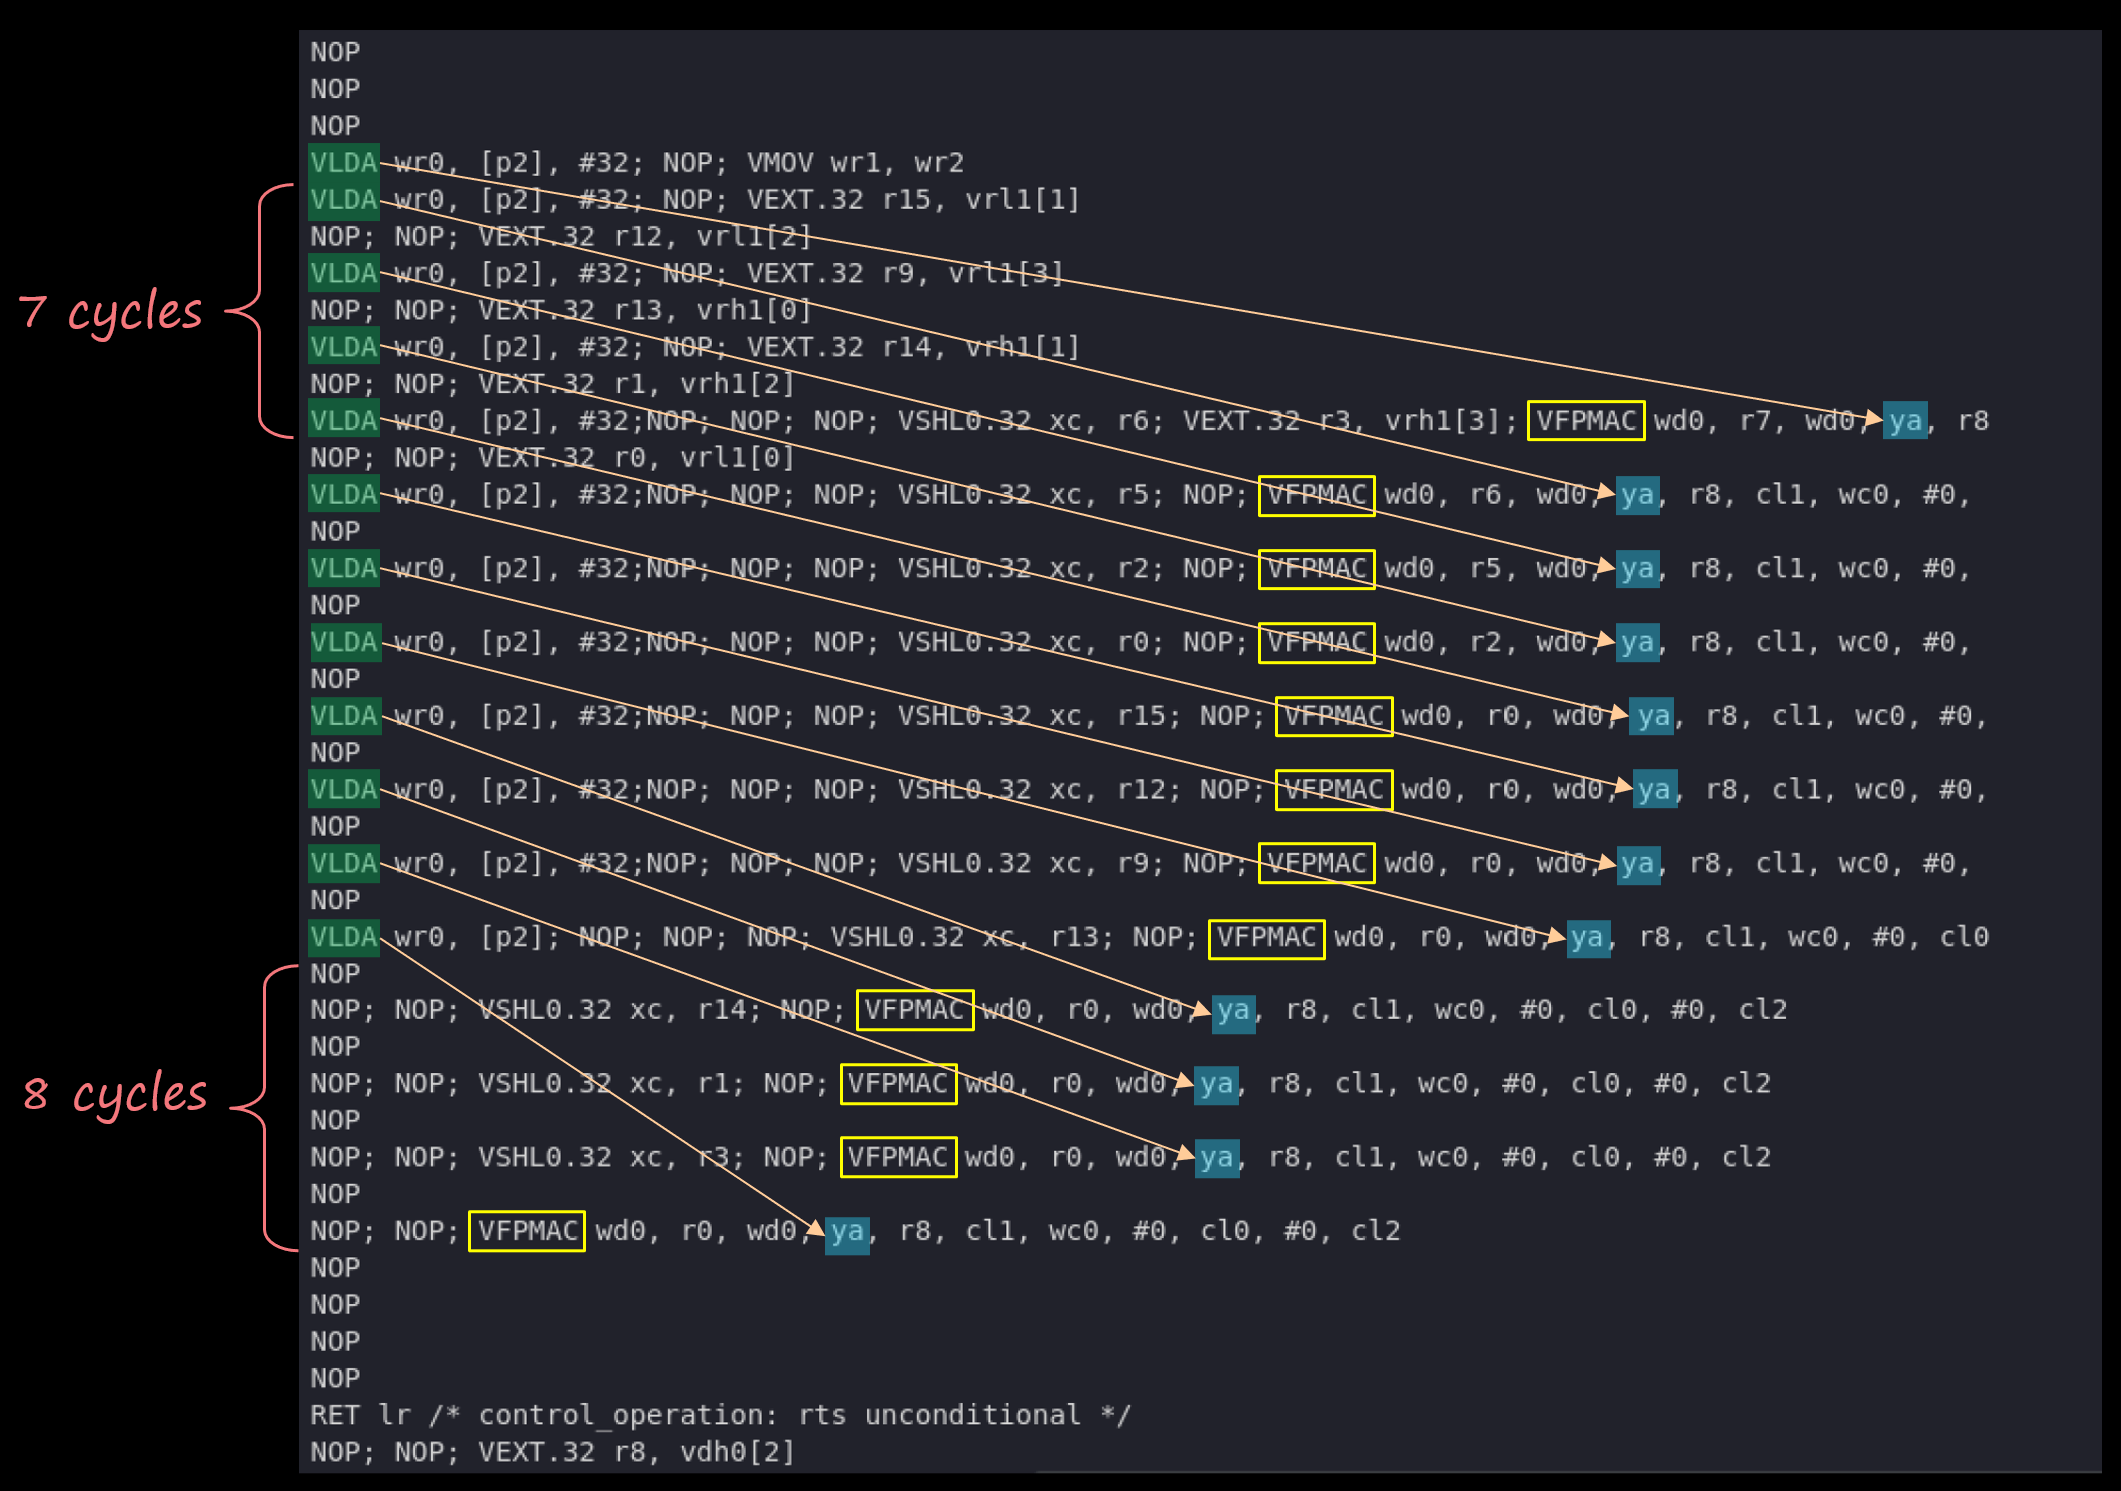 NOP
NOP
NOP
VLDA wr0, [p2], #32; NOP; VMOV wr1, wr2
VLDA wr0, [p2], #32; NOP; VEXT.32 r15, vrl1[1]
NOP; NOP; VEXT.32 r12, vrl1[2]
VLDA wr0, [p2], #32; NOP; VEXT.32 r9, vrl1[3]
7 cycles
NOP; NOP; VEXT.32 r13, vrh1[0]
VLDA wr0, [p2], #32; NOP; VEXT.32 r14, vrh1[1]
NOP; NOP; VEXT.32 r1, vrh1[2]
VLDA wr0, [p2], #32;NOP; NOP; NOP; VSHL0.32 xc, r6; VEXT.32 r3, vrh1[3]; VFPMAC wd0, r7, wd0, ya, r8
NOP; NOP; VEXT.32 r0, vrl1[0]
VLDA wr0, [p2], #32;NOP; NOP; NOP; VSHL0.32 xc, r5; NOP; VFPMAC wd0, r6, wd0, ya, r8, cl1, wc0, #0,
NOP
VLDA wr0, [p2], #32;NOP; NOP; NOP; VSHL0.32 xc, r2; NOP; VFPMAC wd0, r5, wd0, ya, r8, cl1, wc0, #0,
NOP
VLDA wr0, [p2], #32;NOP; NOP; NOP; VSHL0.32 xc, r0; NOP; VFPMAC wd0, r2, wd0, ya, r8, cl1, wc0, #0,
NOP
VLDA wr0, [p2], #32;NOP; NOP; NOP; VSHL0.32 xc, r15; NOP; VFPMAC wd0, r0, wd0, ya, r8, cl1, wc0, #0,
NOP
VLDA wr0, [p2], #32;NOP; NOP; NOP; VSHL0.32 xc, r12; NOP; VFPMAC wd0, r0, wd0, ya, r8, cl1, wc0, #0,
NOP
VLDA wr0, [p2], #32;NOP; NOP; NOP; VSHL0.32 xc, r9; NOP; VFPMAC wd0, r0, wd0, ya, r8, cl1, wc0, #0,
NOP
VLDA wr0, [p2]; NOP; NOP; NOP; VSHL0.32 xc, r13; NOP; VFPMAC wd0, r0, wd0, ya, r8, cl1, wc0, #0, cl0
NOP
NOP; NOP; VSHL0.32 xc, r14; NOP; VFPMAC wd0, r0, wd0, ya, r8, cl1, wc0, #0, cl0, #0, cl2
NOP
8 cycles
NOP; NOP; VSHL0.32 xc, r1; NOP; VFPMAC wd0, r0, wd0, ya, r8, cl1, wc0, #0, cl0, #0, cl2
NOP
NOP; NOP; VSHL0.32 xc, r3; NOP; VFPMAC wd0, r0, wd0, ya, r8, cl1, wc0, #0, cl0, #0, cl2
NOP
NOP; NOP; VFPMAC wd0, r0, wd0, ya, r8, cl1, wc0, #0, cl0, #0, cl2
NOP
NOP
NOP
NOP
RET lr /* control_operation: rts unconditional */
NOP; NOP; VEXT.32 r8, vdh0[2]